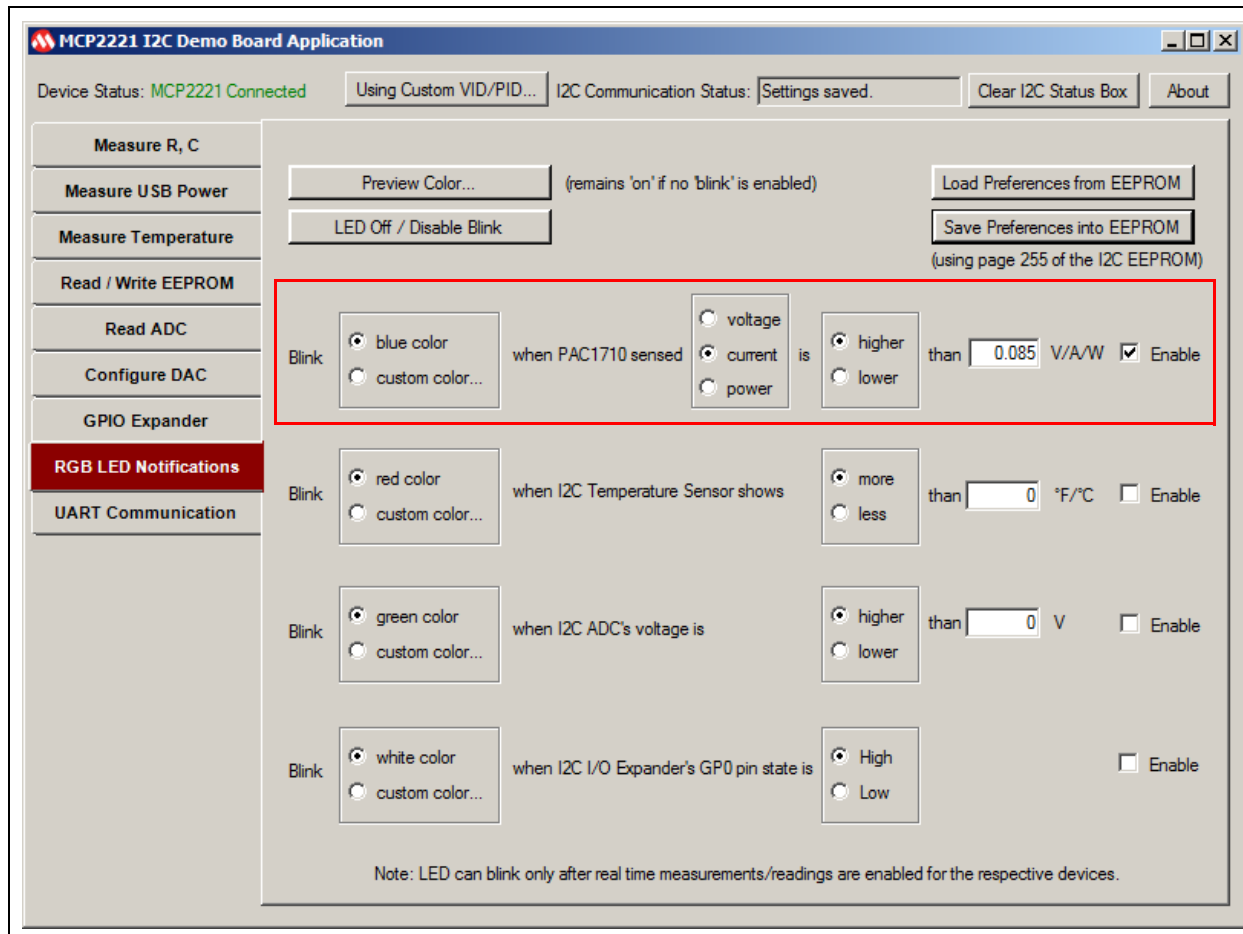 MCP2221 I2C Demo Board Application
Device Status: MCP2221 Connected Using Custom VID/PID... I2C Communication Status: Settings saved. Clear I2C Status Box About
Measure R, C
Measure USB Power
Measure Temperature
Read / Write EEPROM
Read ADC
Configure DAC
GPIO Expander
RGB LED Notifications
UART Communication
Preview Color... (remains 'on' if no 'blink' is enabled) Load Preferences from EEPROM
LED Off / Disable Blink Save Preferences into EEPROM
(using page 255 of the I2C EEPROM)
Blink
blue color
custom color...
when PAC1710 sensed
voltage
current
power
is
higher
lower
than 0.085 V/A/W Enable
Blink
red color
custom color...
when I2C Temperature Sensor shows
more
less
than 0 °F/°C Enable
Blink
green color
custom color...
when I2C ADC's voltage is
higher
lower
than 0 V Enable
Blink
white color
custom color...
when I2C I/O Expander's GP0 pin state is
High
Low
Enable
Note: LED can blink only after real time measurements/readings are enabled for the respective devices.